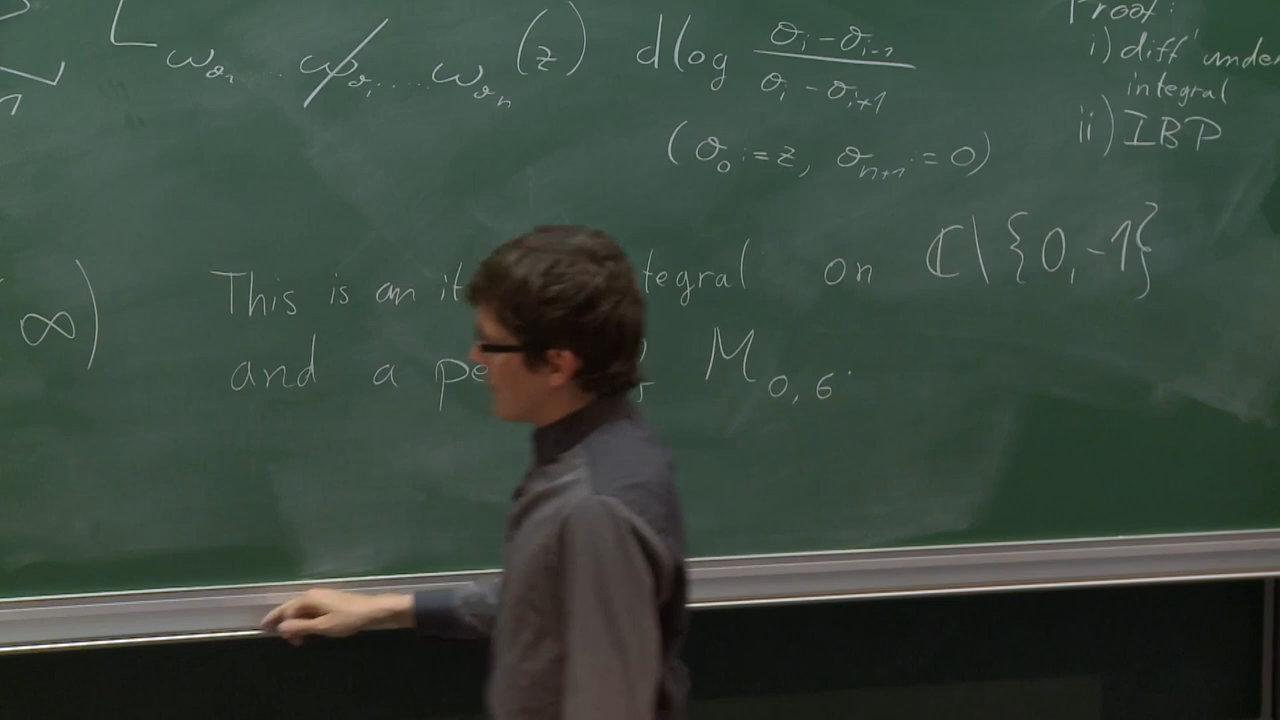 L_{ω_{σ_1} ... ω̸_{σ_i} ..... ω_{σ_n}} (z) dlog (σ_i - σ_{i-1})/(σ_i - σ_{i+1})
(σ_0 = z, σ_{n+1} = 0)
Proof:
i) diff' under
integral
ii) IBP
∞)
This is an it tegral on ℂ\{0,-1}
and a pe M_{0,6}.